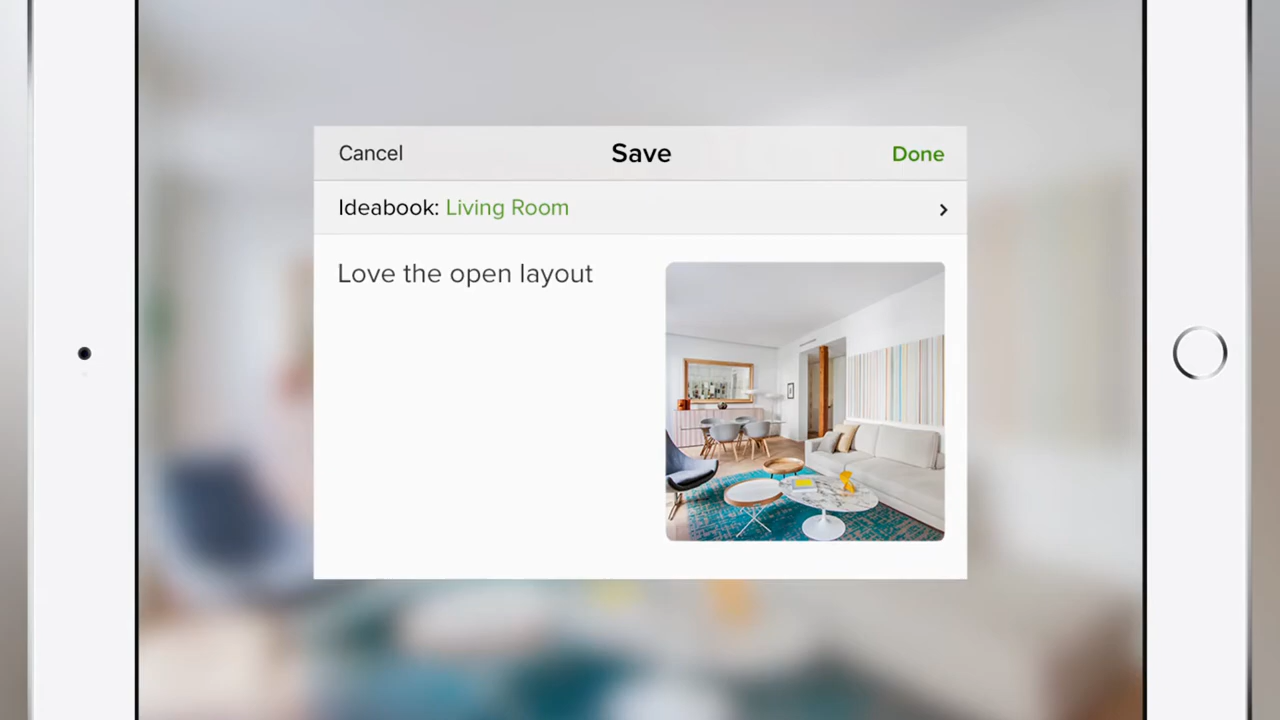 Cancel
Save
Done
Ideabook: Living Room
Love the open layout